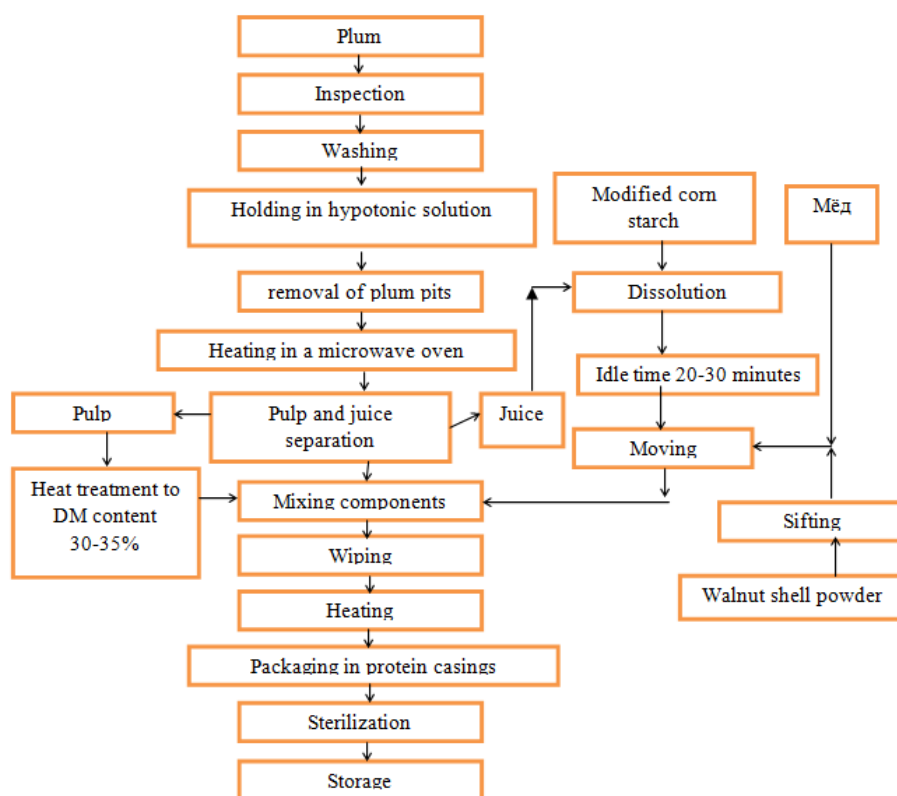 Plum
Inspection
Washing
Holding in hypotonic solution
removal of plum pits
Heating in a microwave oven
Pulp
Pulp and juice
separation
Juice
Heat treatment to
DM content
30-35%
Modified corn
starch
Dissolution
Idle time 20-30 minutes
Moving
Мёд
Sifting
Walnut shell powder
Mixing components
Wiping
Heating
Packaging in protein casings
Sterilization
Storage